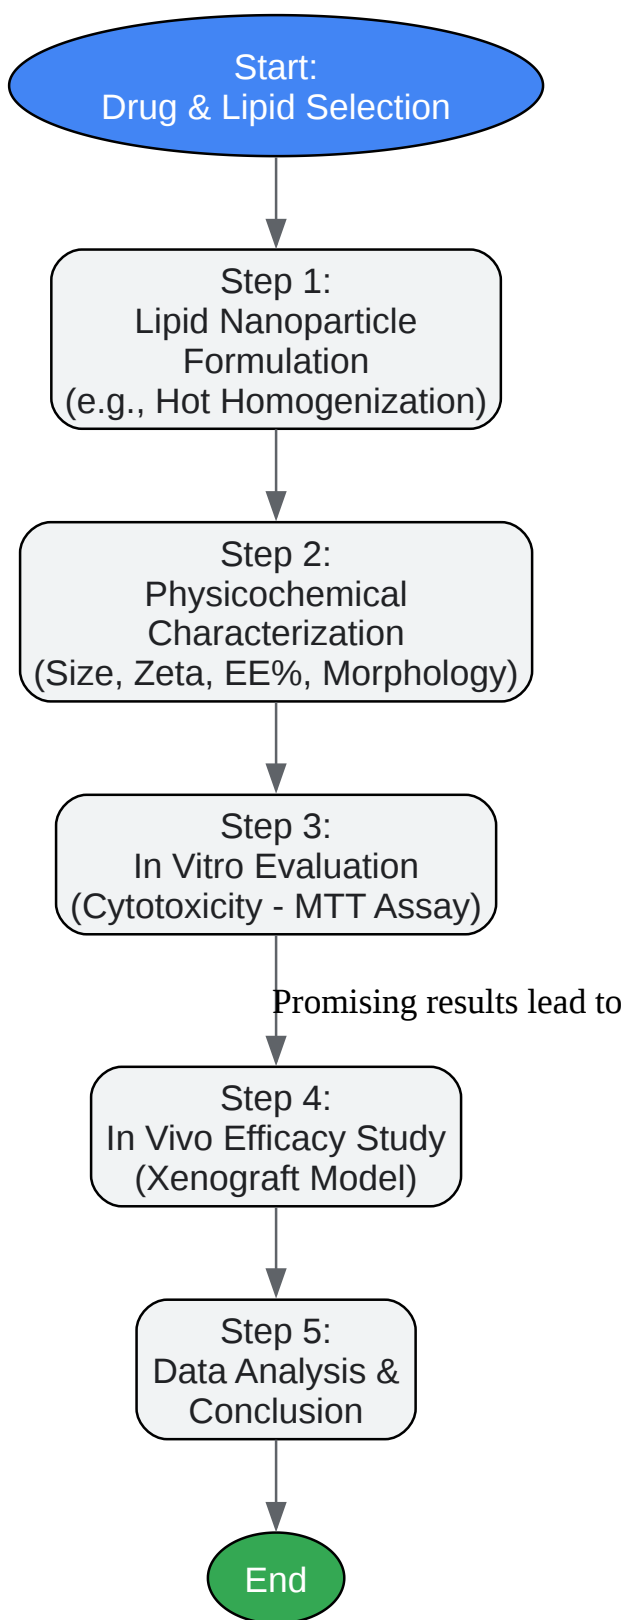 Start:
Drug & Lipid Selection
Step 1:
Lipid Nanoparticle
Formulation
(e.g., Hot Homogenization)
Step 2:
Physicochemical
Characterization
(Size, Zeta, EE%, Morphology)
Step 3:
In Vitro Evaluation
(Cytotoxicity - MTT Assay)
Promising results lead to
Step 4:
In Vivo Efficacy Study
(Xenograft Model)
Step 5:
Data Analysis &
Conclusion
End